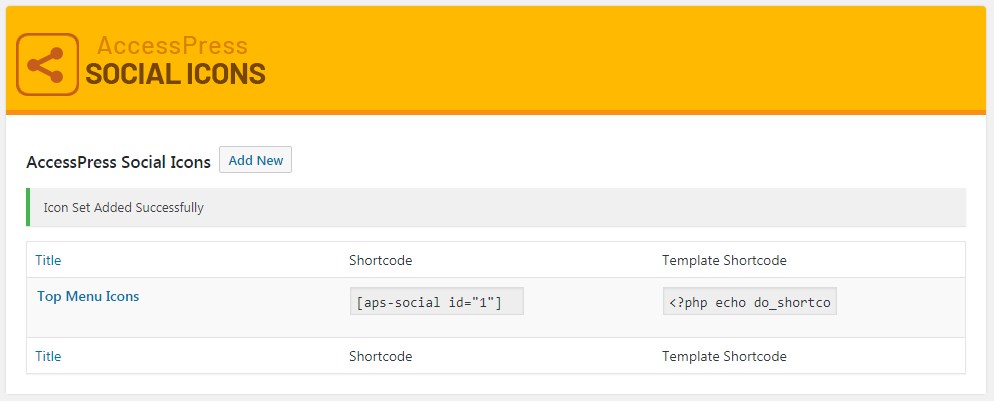 AccessPress
SOCIAL ICONS
AccessPress Social Icons Add New
Icon Set Added Successfully
Title Shortcode Template Shortcode
Top Menu Icons [aps-social id="1"] <?php echo do_shortco
Title Shortcode Template Shortcode